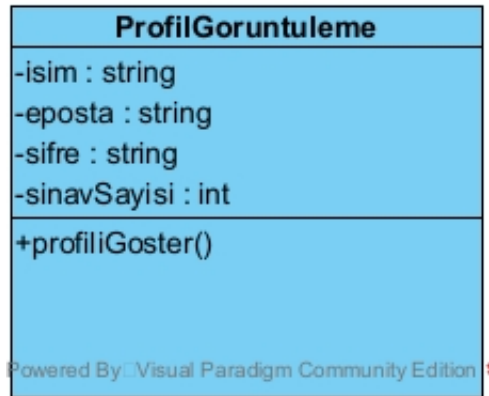 ProfilGoruntuleme
-isim : string
-eposta : string
-sifre : string
-sinavSayisi : int
+profiliGoster()
Powered By Visual Paradigm Community Edition